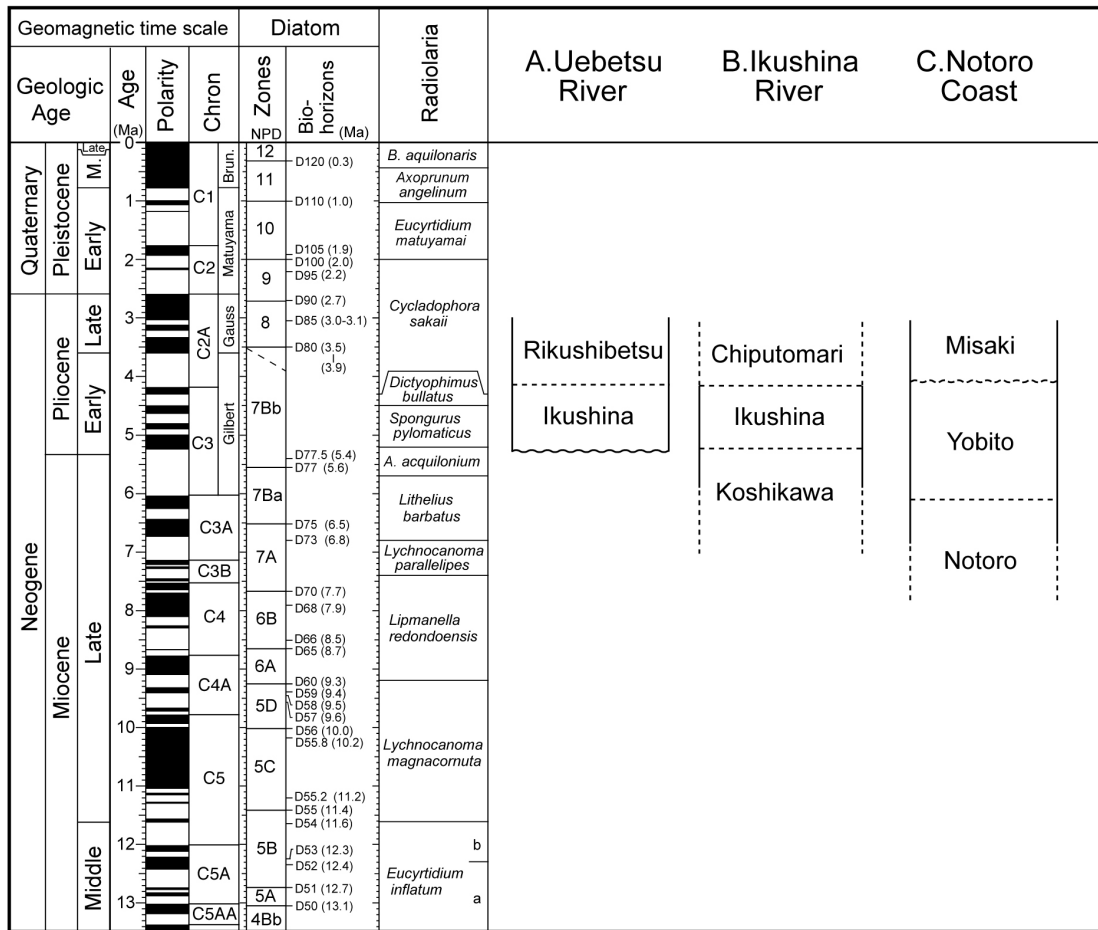 Geomagnetic time scale
Diatom
Radiolaria
A.Uebetsu
River
B.Ikushina
River
C.Notoro
Coast
Geologic
Age
Age
(Ma)
Polarity
Chron
Zones
NPD
Bio-
horizons
(Ma)
Quaternary
Neogene
Pleistocene
Pliocene
Miocene
Late
M.
Early
Late
Early
Late
Middle
0
1
2
3
4
5
6
7
8
9
10
11
12
13
C1
C2
C2A
C3
C3A
C3B
C4
C4A
C5
C5A
C5AA
Brun.
Matuyama
Gauss
Gilbert
12
11
10
9
8
7Bb
7Ba
7A
6B
6A
5D
5C
5B
5A
4Bb
D120 (0.3)
D110 (1.0)
D105 (1.9)
D100 (2.0)
D95 (2.2)
D90 (2.7)
D85 (3.0-3.1)
D80 (3.5)
(3.9)
D77.5 (5.4)
D77 (5.6)
D75 (6.5)
D73 (6.8)
D70 (7.7)
D68 (7.9)
D66 (8.5)
D65 (8.7)
D60 (9.3)
D59 (9.4)
D58 (9.5)
D57 (9.6)
D56 (10.0)
D55.8 (10.2)
D55.2 (11.2)
D55 (11.4)
D54 (11.6)
D53 (12.3)
D52 (12.4)
D51 (12.7)
D50 (13.1)
B. aquilonaris
Axoprunum
angelinum
Eucyrtidium
matuyamai
Cycladophora
sakaii
Dictyophimus
bullatus
Spongurus
pylomaticus
A. acquilonium
Lithelius
barbatus
Lychnocanoma
parallelipes
Lipmanella
redondoensis
Lychnocanoma
magnacornuta
Eucyrtidium
inflatum
b
a
Rikushibetsu
Ikushina
Chiputomari
Ikushina
Koshikawa
Misaki
Yobito
Notoro